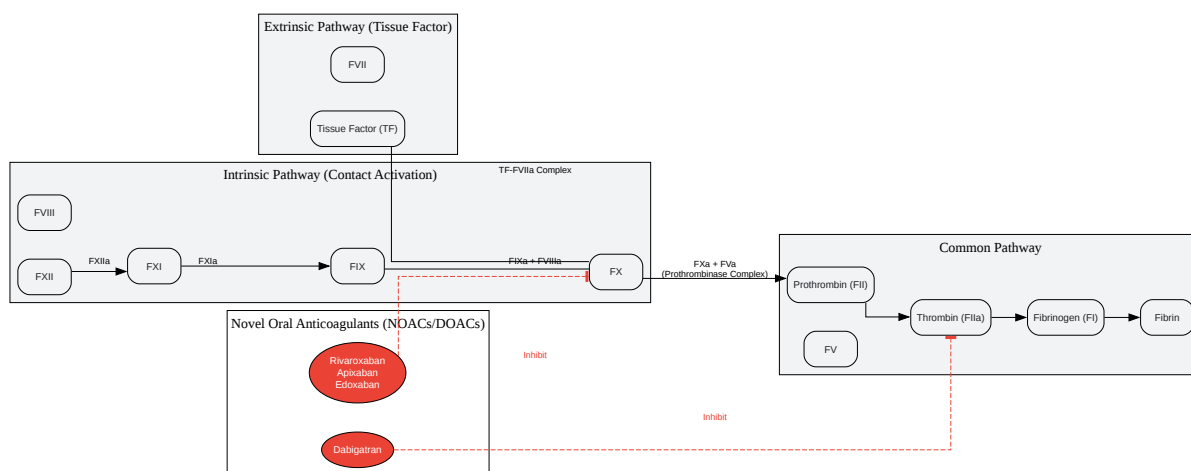 Extrinsic Pathway (Tissue Factor)
FVII
Tissue Factor (TF)
Intrinsic Pathway (Contact Activation)
TF-FVIIa Complex
FVIII
FXII
FXIIa
FXI
FXIa
FIX
FIXa + FVIIIa
FX
FXa + FVa
(Prothrombinase Complex)
Common Pathway
Prothrombin (FII)
Thrombin (FIIa)
Fibrinogen (FI)
Fibrin
FV
Novel Oral Anticoagulants (NOACs/DOACs)
Rivaroxaban
Apixaban
Edoxaban
Inhibit
Dabigatran
Inhibit